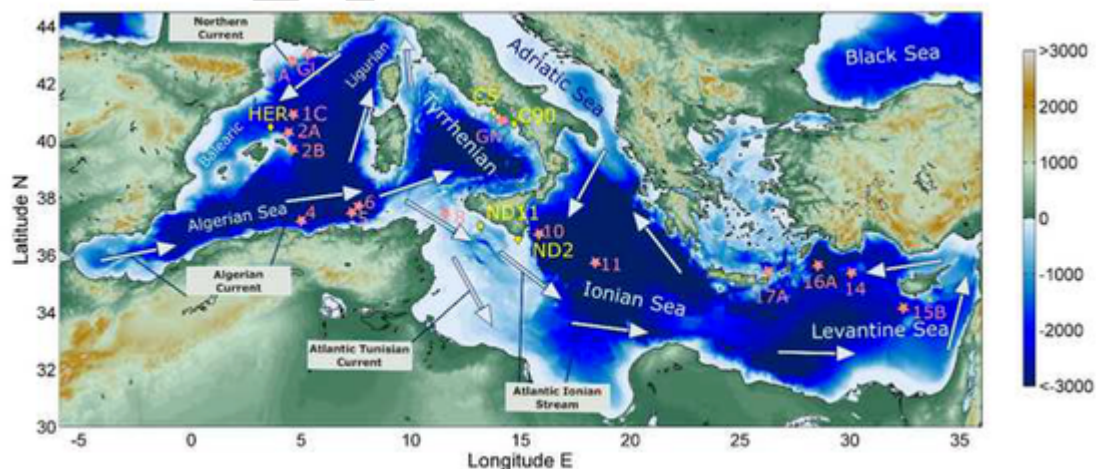 Northern
Current
44
42
40
38
36
34
32
30
Latitude N
-5
0
5
10
15
20
25
30
35
Longitude E
>3000
2000
1000
0
-1000
-2000
<-3000
Black Sea
Adriatic Sea
Ligurian
Tyrrhenian
Balearic
Algerian Sea
Ionian Sea
Levantine Sea
A
GL
HER
1C
2A
2B
C5
C90
GN
4
6
8
ND11
ND2
10
11
17A
16A
14
15B
Algerian
Current
Atlantic Tunisian
Current
Atlantic Ionian
Stream